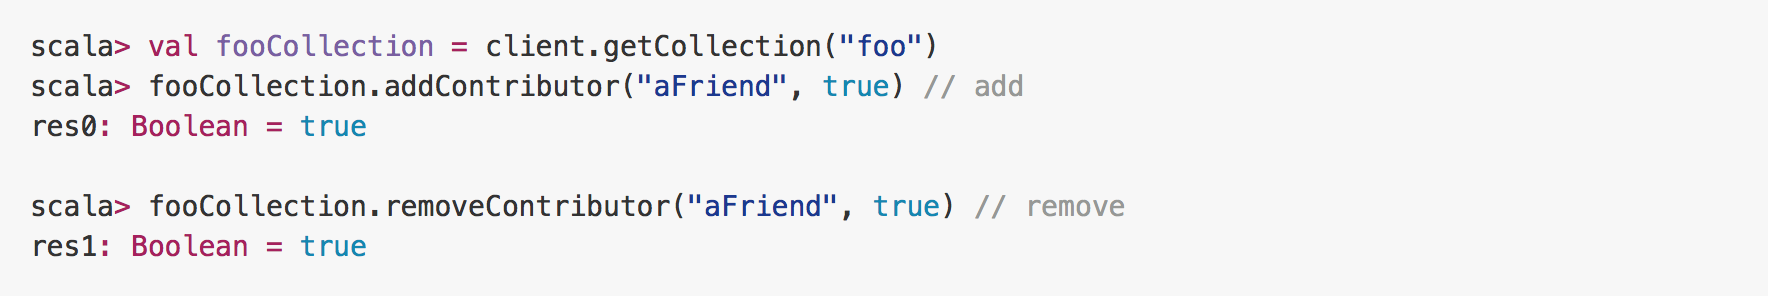 scala> val fooCollection = client.getCollection("foo")
scala> fooCollection.addContributor("aFriend", true) // add
res0: Boolean = true
scala> fooCollection.removeContributor("aFriend", true) // remove
res1: Boolean = true